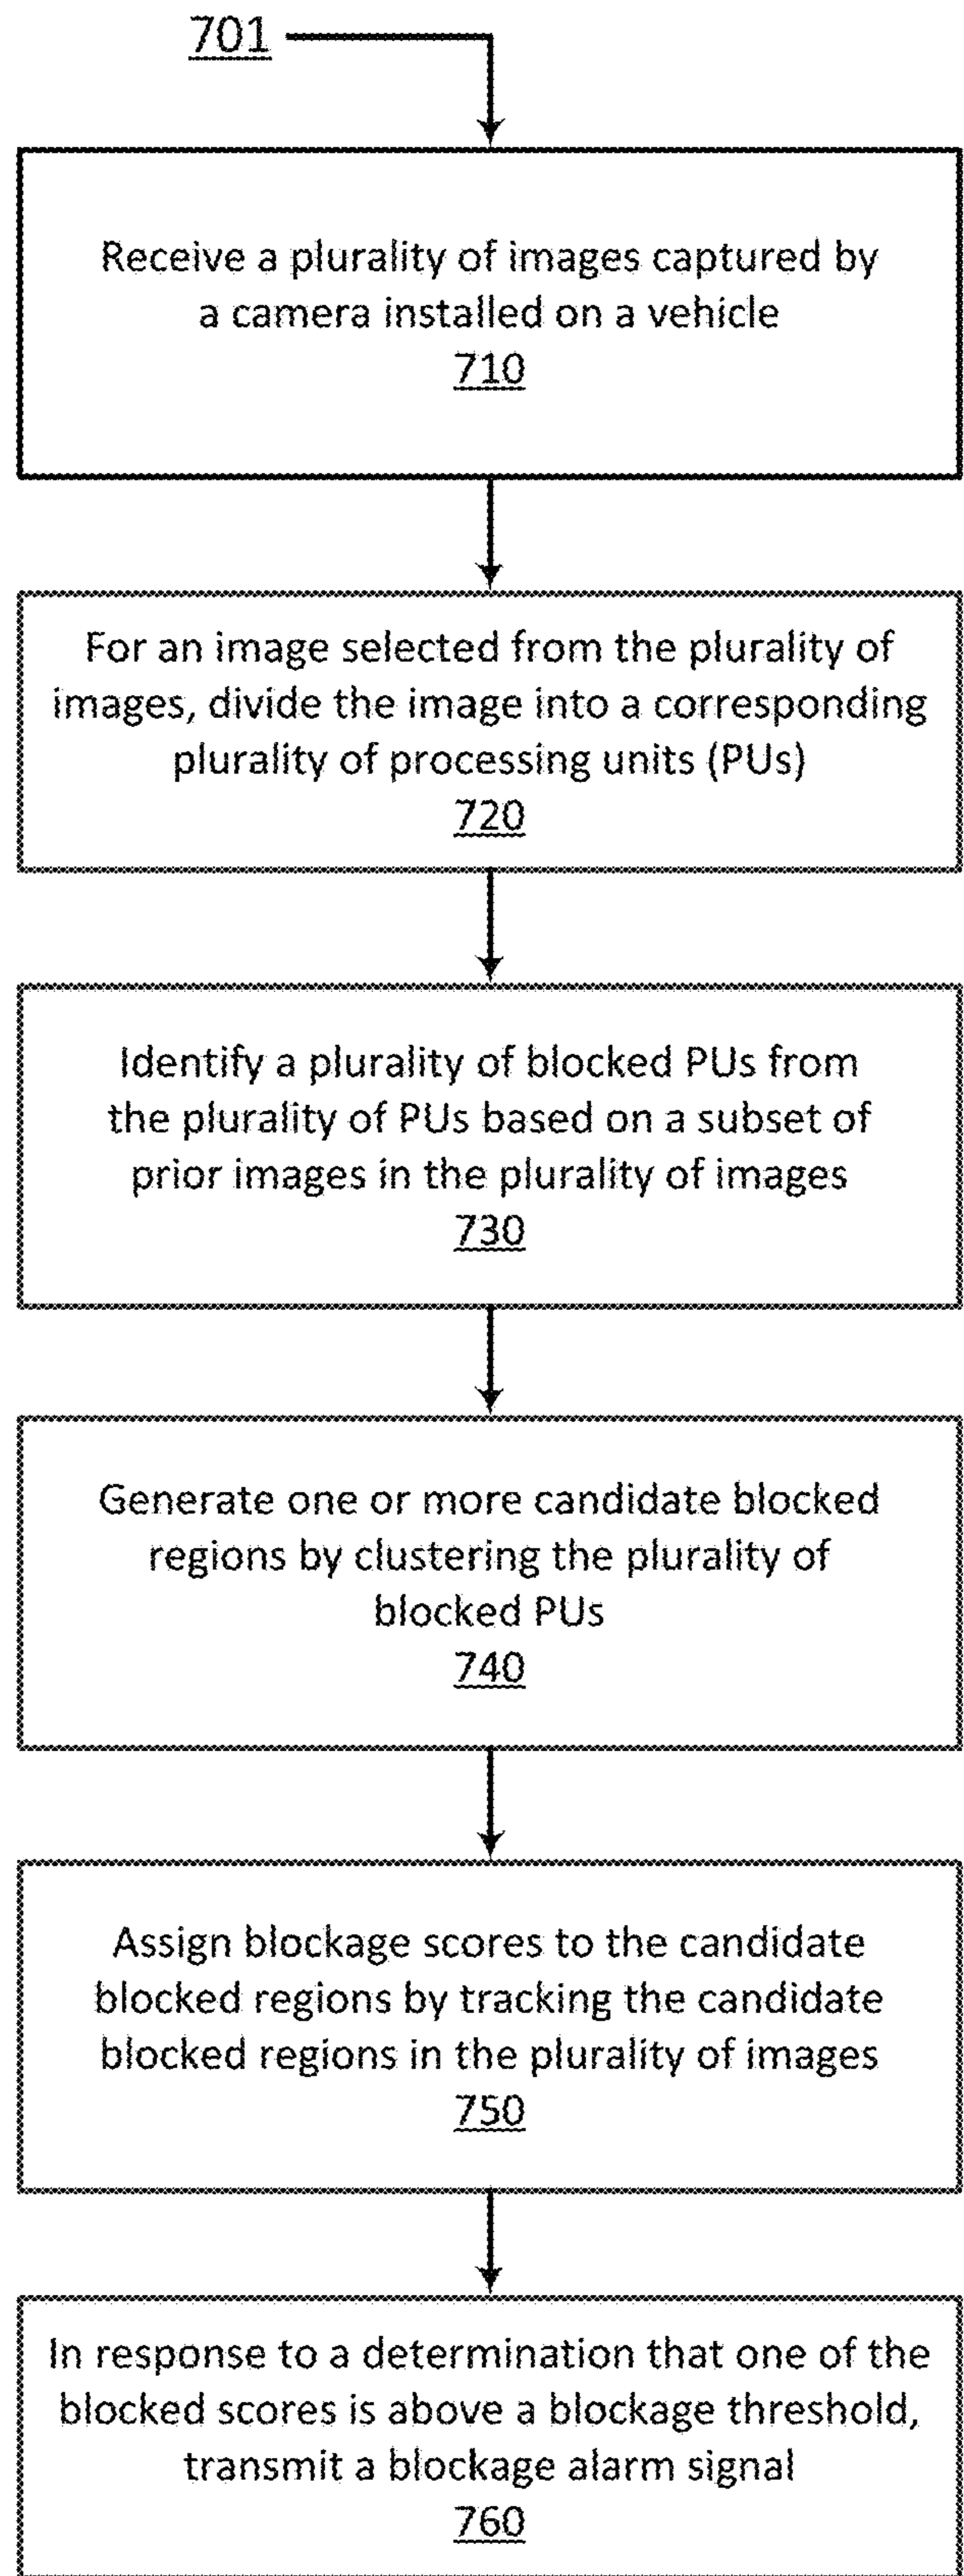 701
Receive a plurality of images captured by
a camera installed on a vehicle
710
For an image selected from the plurality of
images, divide the image into a corresponding
plurality of processing units (PUs)
720
Identify a plurality of blocked PUs from
the plurality of PUs based on a subset of
prior images in the plurality of images
730
Generate one or more candidate blocked
regions by clustering the plurality of
blocked PUs
740
Assign blockage scores to the candidate
blocked regions by tracking the candidate
blocked regions in the plurality of images
750
In response to a determination that one of the
blocked scores is above a blockage threshold,
transmit a blockage alarm signal
760